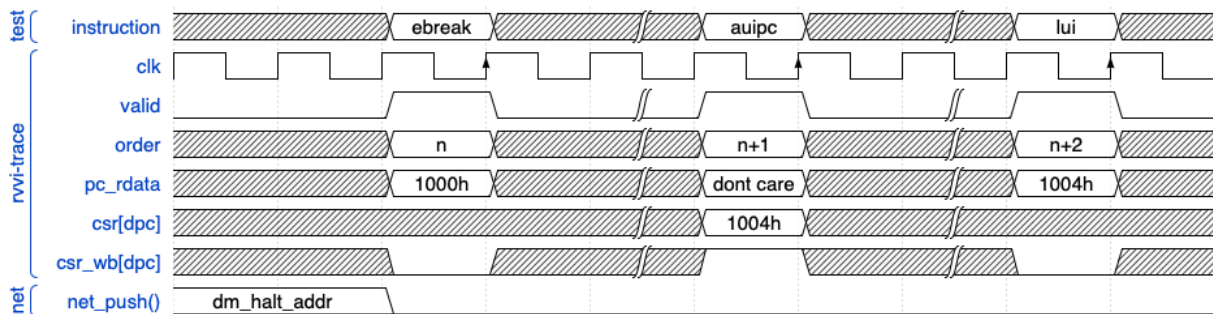 test
instruction ebreak auipc lui
rvvi-trace
clk
valid
order n n+1 n+2
pc_rdata 1000h dont care 1004h
csr[dpc] 1004h
csr_wb[dpc]
net
net_push() dm_halt_addr